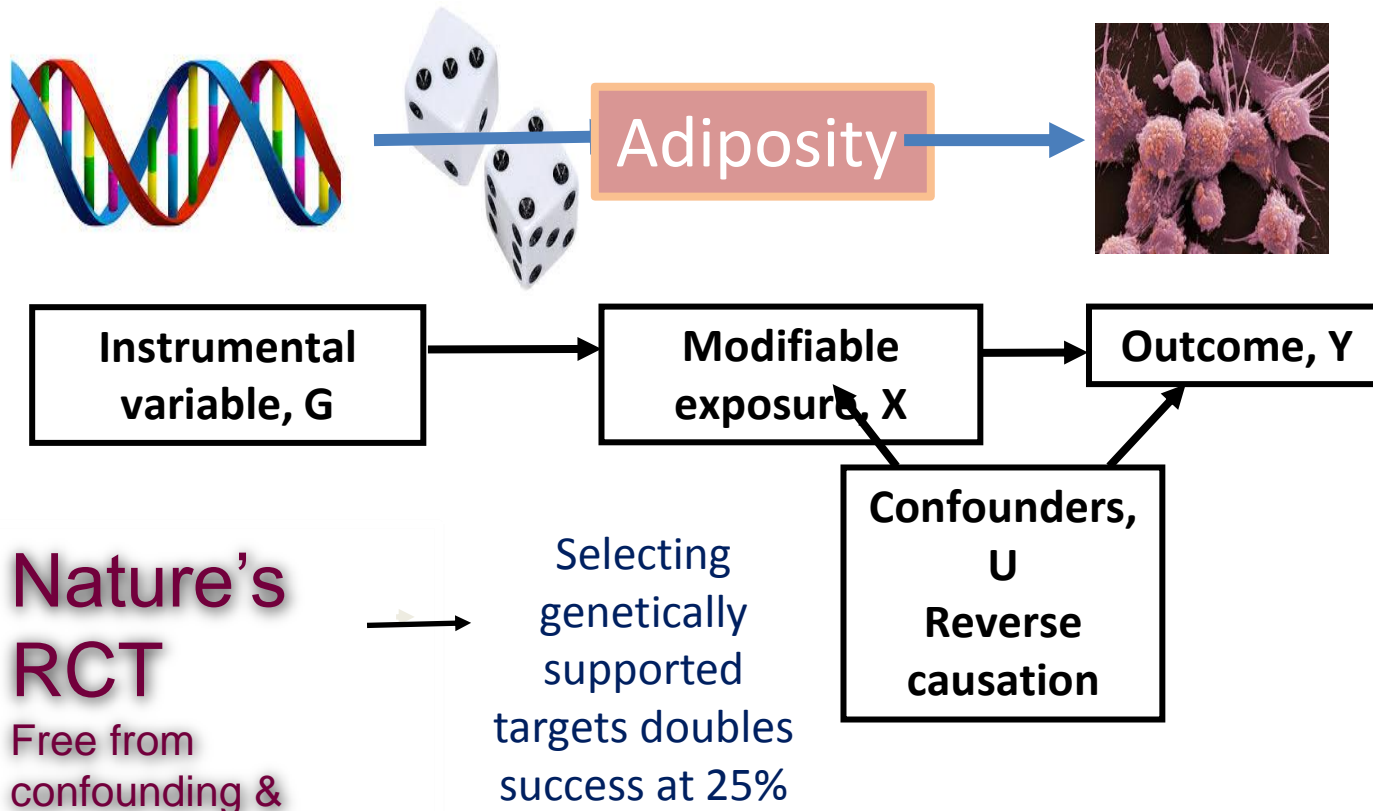 Adiposity
Instrumental
variable, G
Modifiable
exposure, X
Outcome, Y
Confounders,
U
Reverse
causation
Nature's
RCT
Free from
confounding &
Selecting
genetically
supported
targets doubles
success at 25%